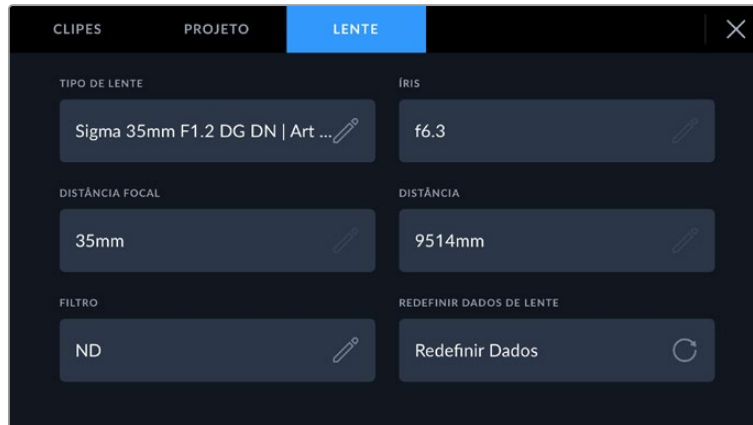 CLIPES PROJETO LENTE
TIPO DE LENTE ÍRIS
Sigma 35mm F1.2 DG DN | Art ... f6.3
DISTÂNCIA FOCAL DISTÂNCIA
35mm 9514mm
FILTRO REDEFINIR DADOS DE LENTE
ND Redefinir Dados